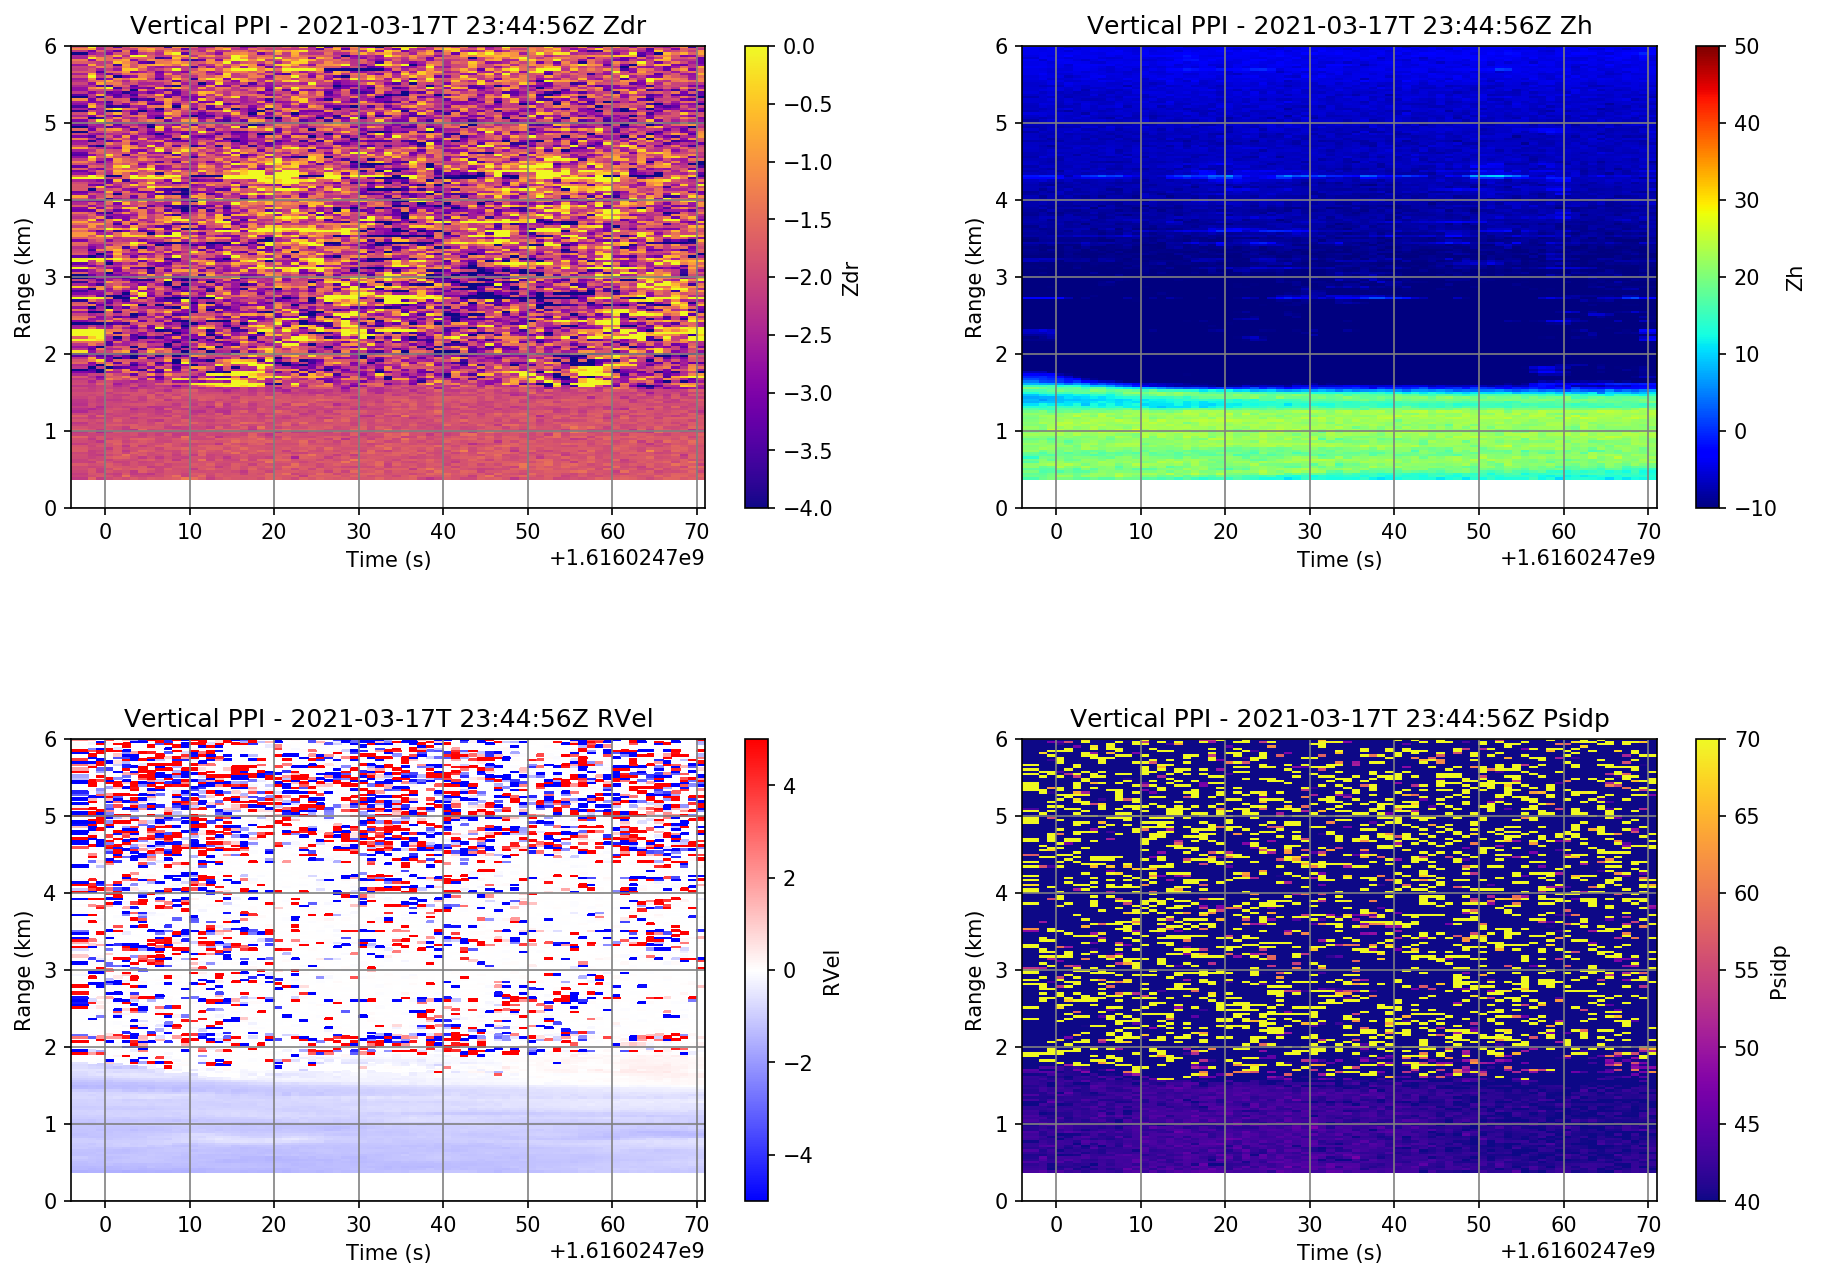 Vertical PPI - 2021-03-17T 23:44:56Z Zdr
6
5
4
3
2
1
0
Range (km)
0 10 20 30 40 50 60 70
Time (s)
+1.6160247e9
0.0
−0.5
−1.0
−1.5
−2.0
−2.5
−3.0
−3.5
−4.0
Zdr
Vertical PPI - 2021-03-17T 23:44:56Z Zh
6
5
4
3
2
1
0
Range (km)
0 10 20 30 40 50 60 70
Time (s)
+1.6160247e9
50
40
30
20
10
0
−10
Zh
Vertical PPI - 2021-03-17T 23:44:56Z RVel
6
5
4
3
2
1
0
Range (km)
0 10 20 30 40 50 60 70
Time (s)
+1.6160247e9
4
2
0
−2
−4
RVel
Vertical PPI - 2021-03-17T 23:44:56Z Psidp
6
5
4
3
2
1
0
Range (km)
0 10 20 30 40 50 60 70
Time (s)
+1.6160247e9
70
65
60
55
50
45
40
Psidp